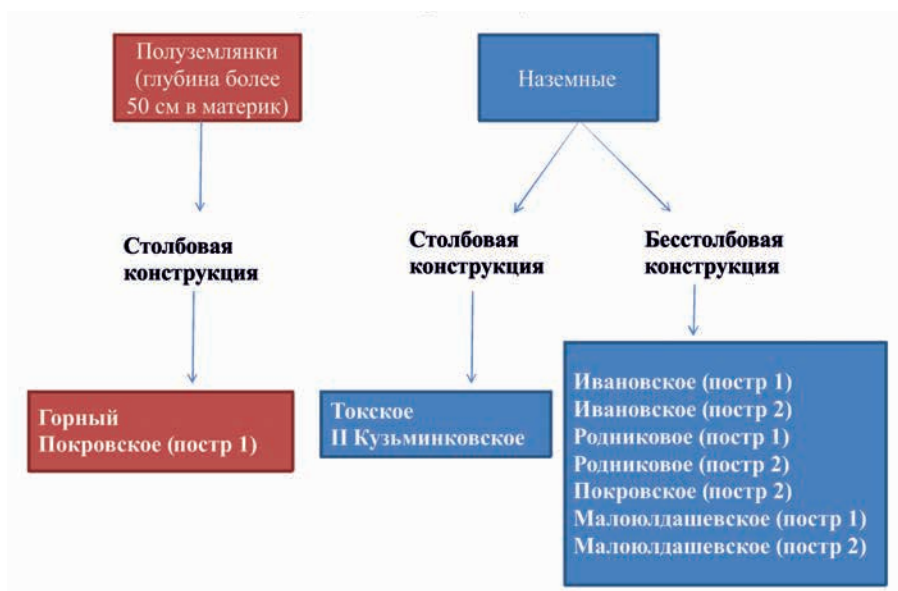 Полуземлянки
(глубина более
50 см в материк)
Наземные
Столбовая
конструкция
Столбовая
конструкция
Бесстолбовая
конструкция
Горный
Покровское (постр 1)
Токское
II Кузьминковское
Ивановское (постр 1)
Ивановское (постр 2)
Родниковое (постр 1)
Родниковое (постр 2)
Покровское (постр 2)
Малоюлдашевское (постр 1)
Малоюлдашевское (постр 2)